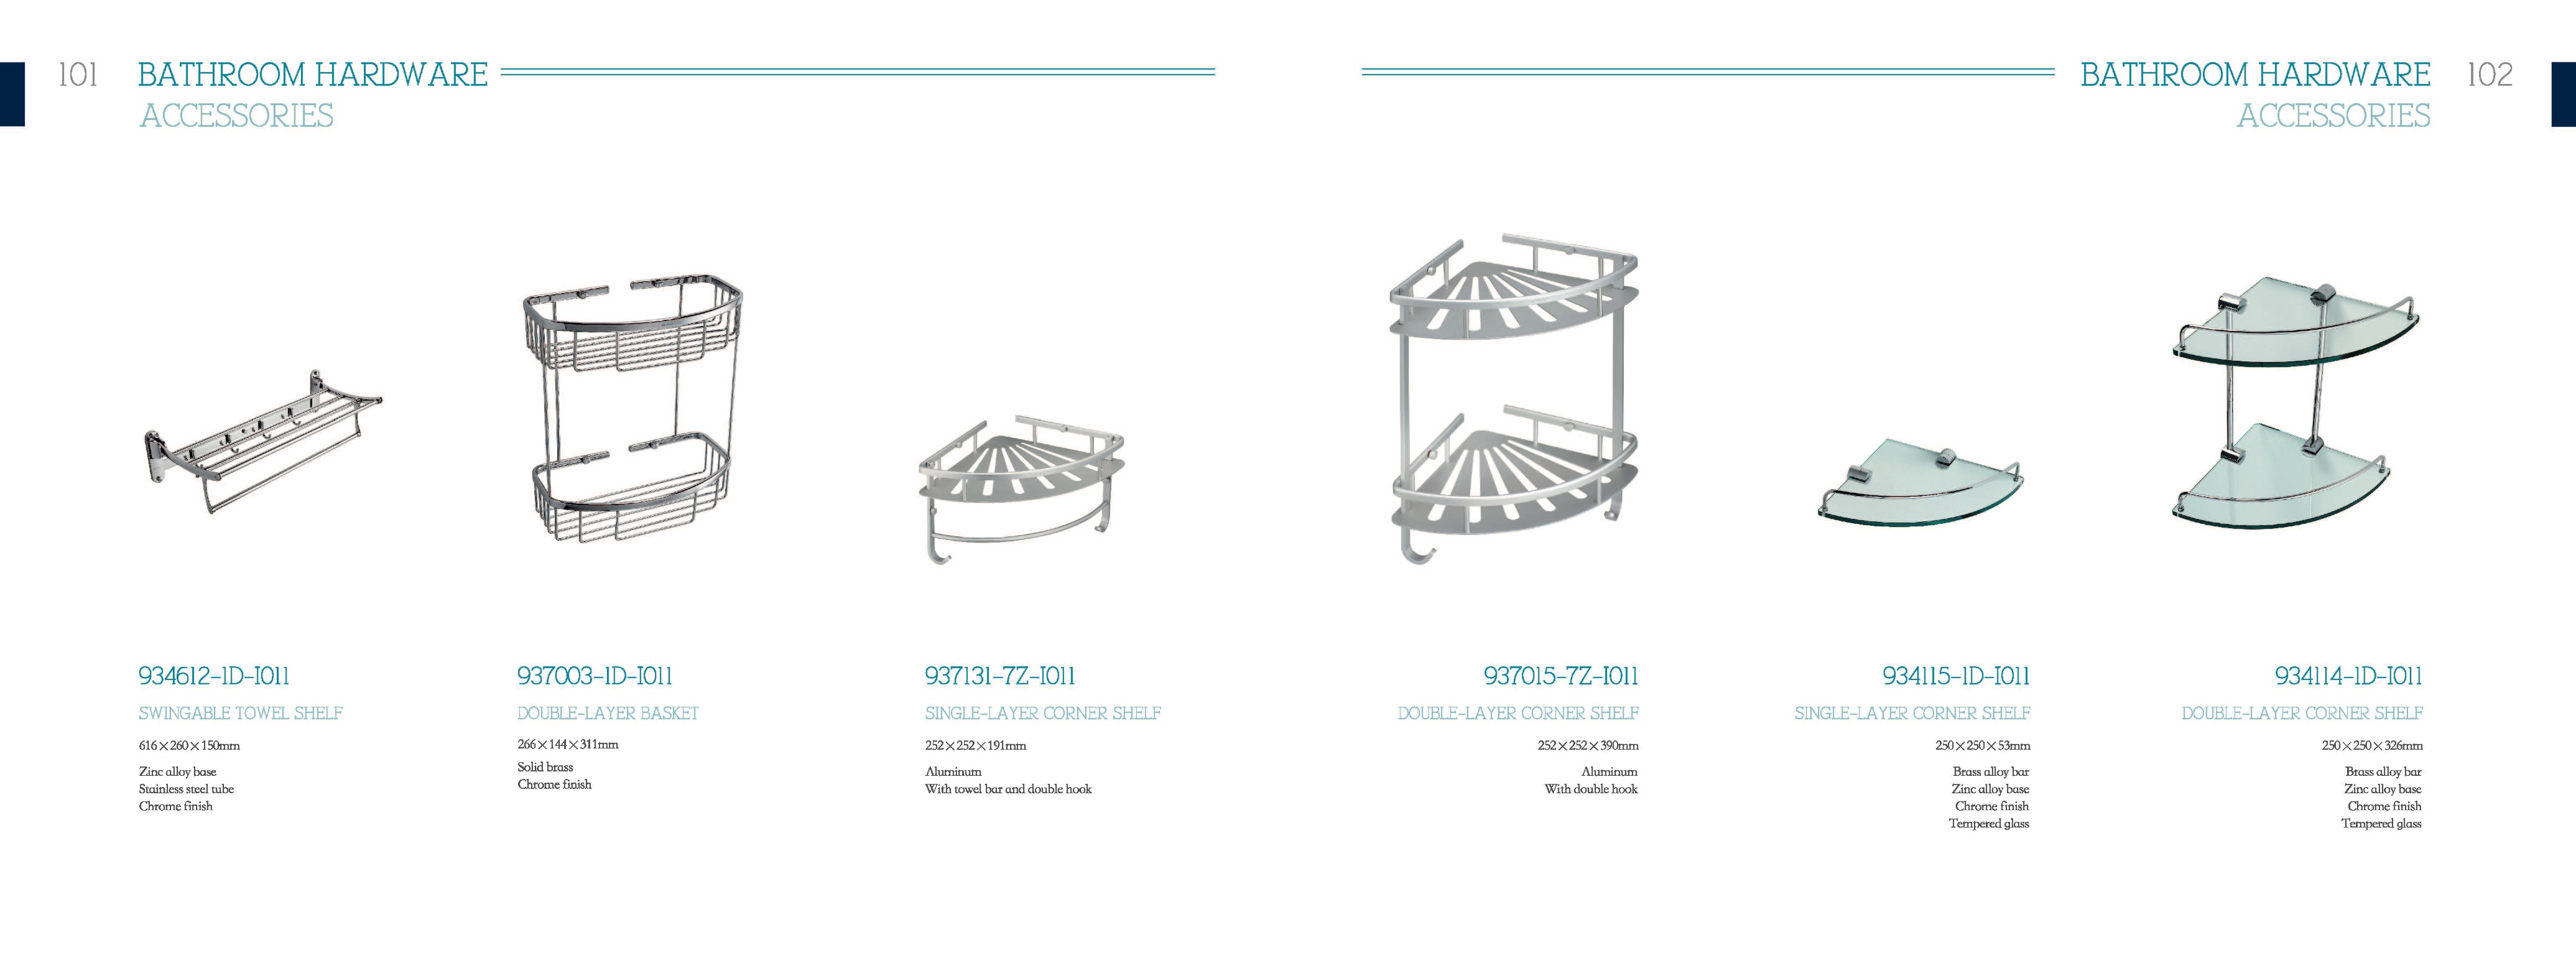 101 BATHROOM HARDWARE
ACCESSORIES
934612-1D-I011
SWINGABLE TOWEL SHELF
616×260×150mm
Zinc alloy base
Stainless steel tube
Chrome finish
937003-1D-I011
DOUBLE-LAYER BASKET
266×144×311mm
Solid brass
Chrome finish
937131-7Z-I011
SINGLE-LAYER CORNER SHELF
252×252×191mm
Aluminum
With towel bar and double hook
BATHROOM HARDWARE 102
ACCESSORIES
937015-7Z-I011
DOUBLE-LAYER CORNER SHELF
252×252×390mm
Aluminum
With double hook
934115-1D-I011
SINGLE-LAYER CORNER SHELF
250×250×53mm
Brass alloy bar
Zinc alloy base
Chrome finish
Tempered glass
934114-1D-I011
DOUBLE-LAYER CORNER SHELF
250×250×326mm
Brass alloy bar
Zinc alloy base
Chrome finish
Tempered glass